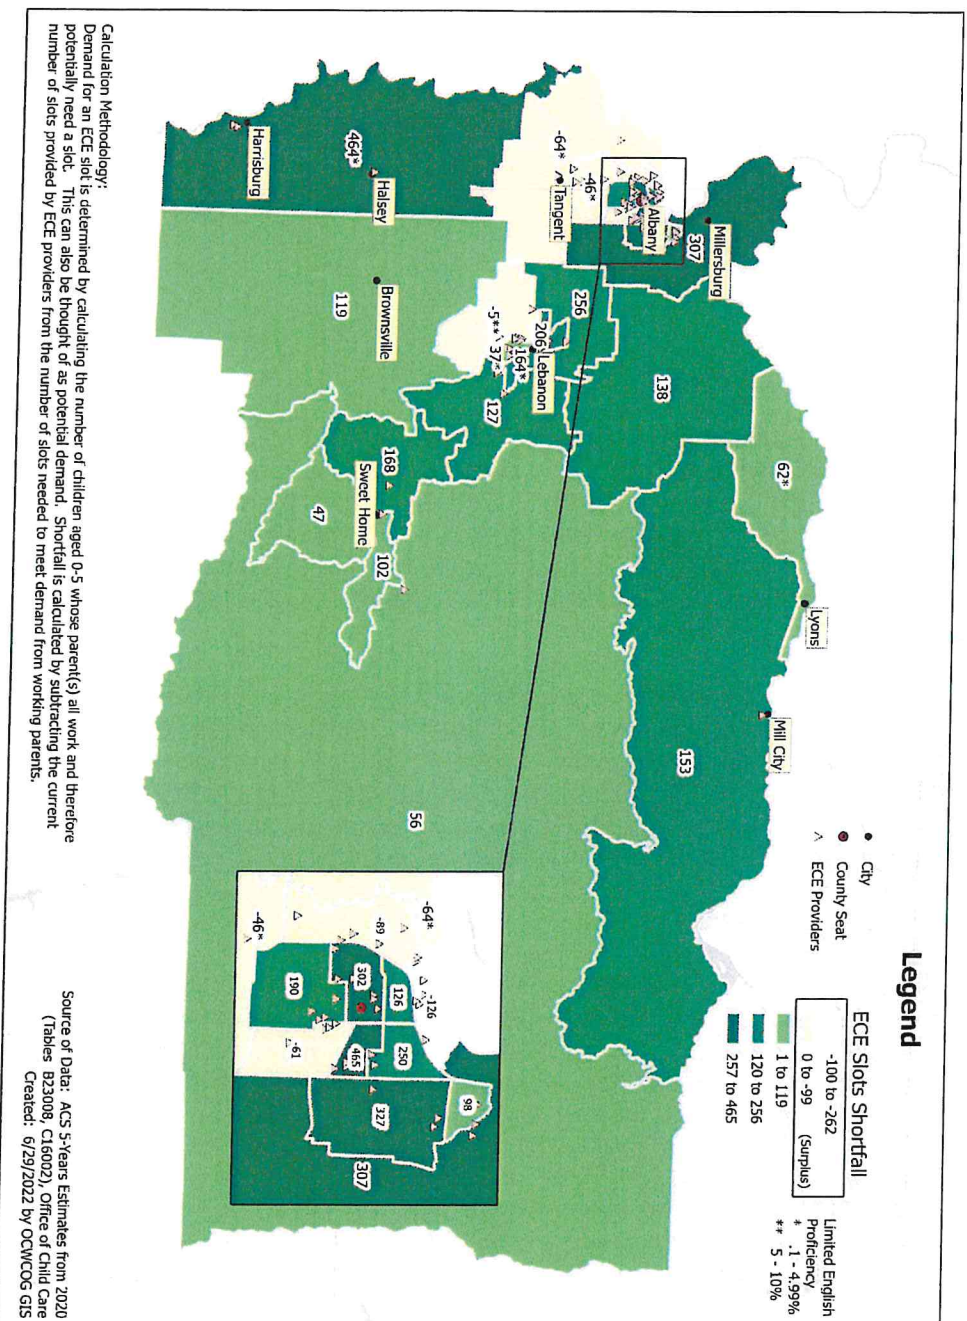 Legend
City
County Seat
ECE Providers
ECE Slots Shortfall
-100 to -262
0 to -99 (Surplus)
1 to 119
120 to 256
257 to 465
Limited English
Proficiency
* .1 - 4.99%
** 5 - 10%
Millersburg
307
Albany
-46*
-64*
Tangent
138
62*
Lyons
Mill City
153
256
206
Lebanon
164*
-5**
37*
127
464*
Halsey
Harrisburg
Brownsville
119
168
Sweet Home
47
102
56
-64*
-89
-126
126
302
-46*
190
250
465
-61
98
327
307
Calculation Methodology:
Demand for an ECE slot is determined by calculating the number of children aged 0-5 whose parent(s) all work and therefore
potentially need a slot. This can also be thought of as potential demand. Shortfall is calculated by subtracting the current
number of slots provided by ECE providers from the number of slots needed to meet demand from working parents.
Source of Data: ACS 5-Years Estimates from 2020
(Tables B23008, C16002), Office of Child Care
Created: 6/29/2022 by OCWCOG GIS